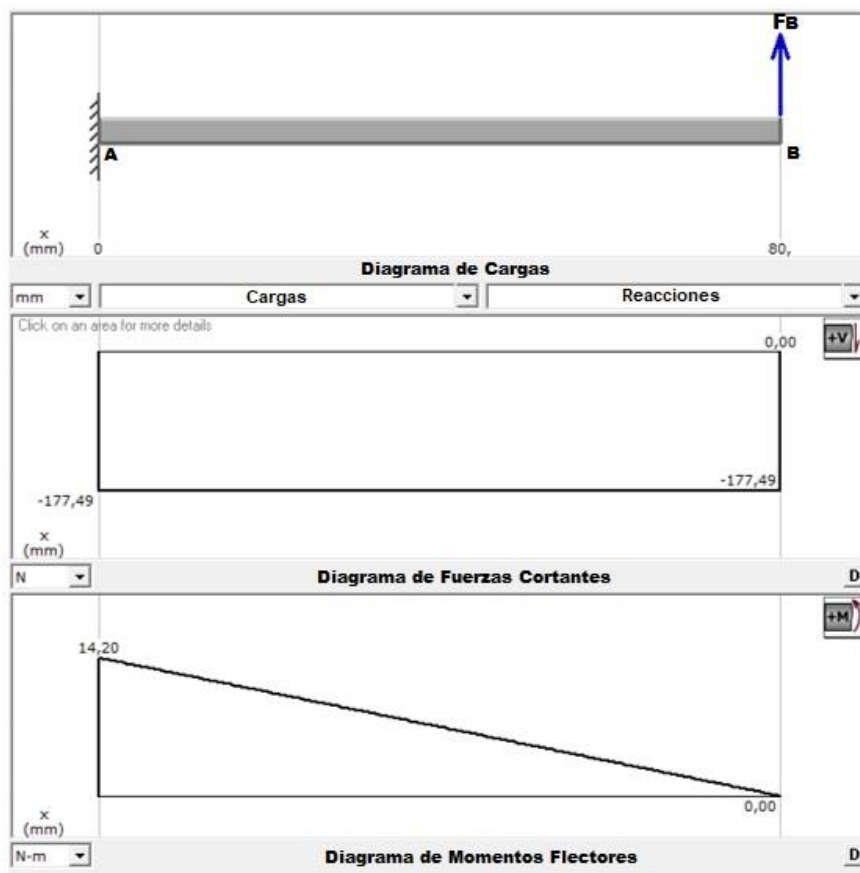 FB
A
B
x
(mm)
0
80,
Diagrama de Cargas
mm
Cargas
Reacciones
Click on an area for more details
+V
0,00
-177,49
-177,49
x
(mm)
N
Diagrama de Fuerzas Cortantes
D
+M
14,20
0,00
x
(mm)
N-m
Diagrama de Momentos Flectores
D